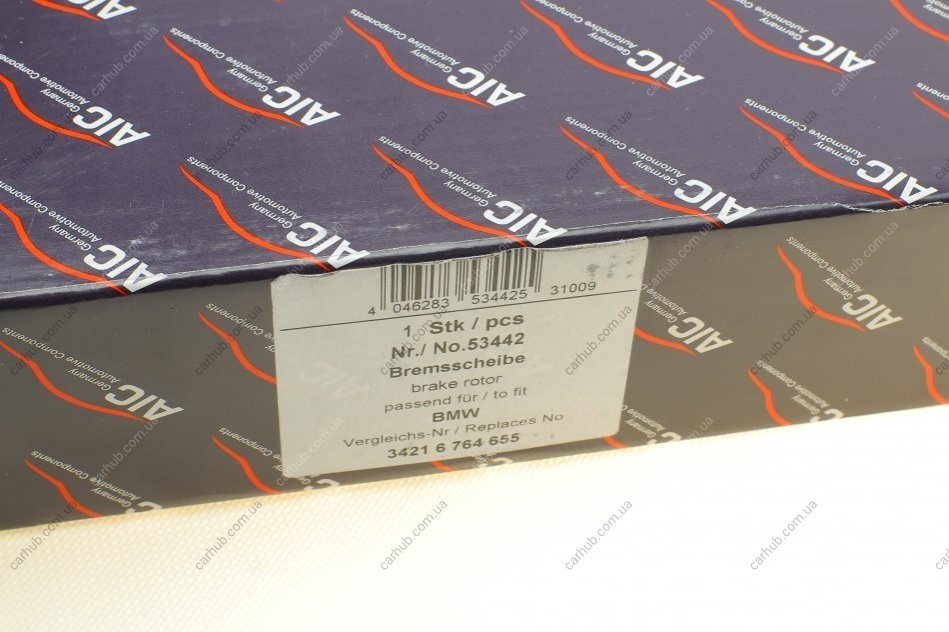 AIC
Germany
Automotive Components
4 046283 534425 31009
1 Stk / pcs
Nr./ No.53442
Bremsscheibe
brake rotor
passend für / to fit
BMW
Vergleichs-Nr / Replaces No
3421 6 764 655
carhub.com.ua